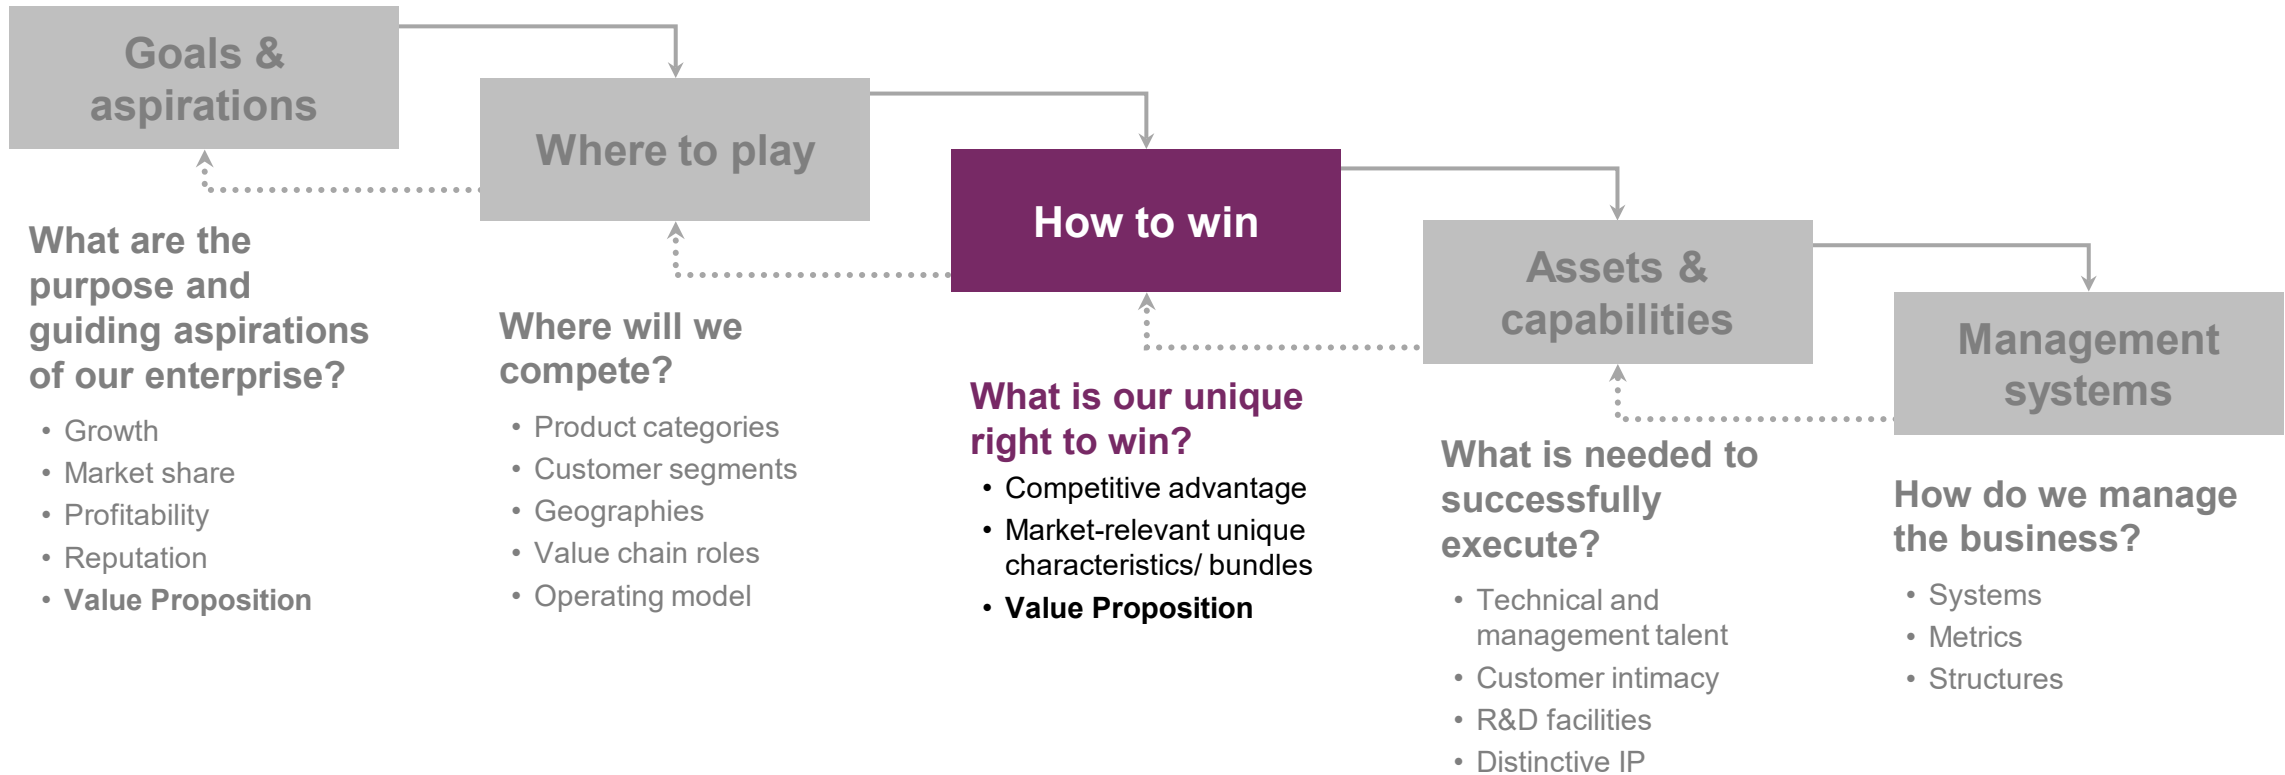 Goals &
aspirations
What are the
purpose and
guiding aspirations
of our enterprise?
• Growth
• Market share
• Profitability
• Reputation
• Value Proposition
Where to play
Where will we
compete?
• Product categories
• Customer segments
• Geographies
• Value chain roles
• Operating model
How to win
What is our unique
right to win?
• Competitive advantage
• Market-relevant unique
characteristics/ bundles
• Value Proposition
Assets &
capabilities
What is needed to
successfully
execute?
• Technical and
management talent
• Customer intimacy
• R&D facilities
• Distinctive IP
Management
systems
How do we manage
the business?
• Systems
• Metrics
• Structures